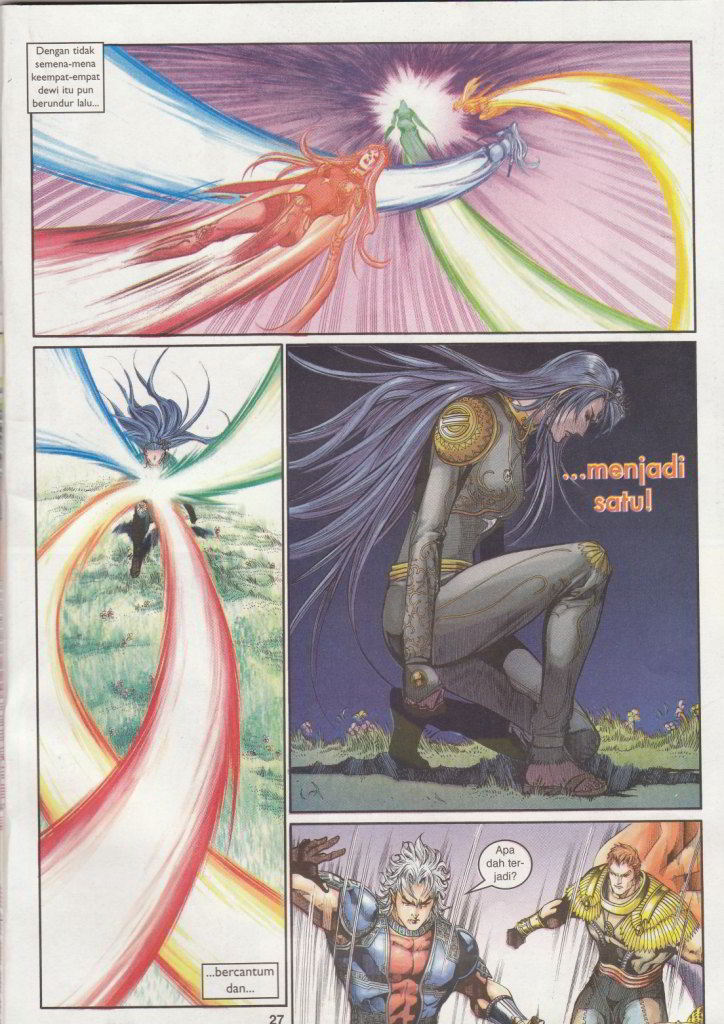 Dengan tidak
semena-mena
keempat-empat
dewi itu pun
berundur lalu...
...bercantum
dan...
...menjadi
satu!
Apa
dah ter-
jadi?
27